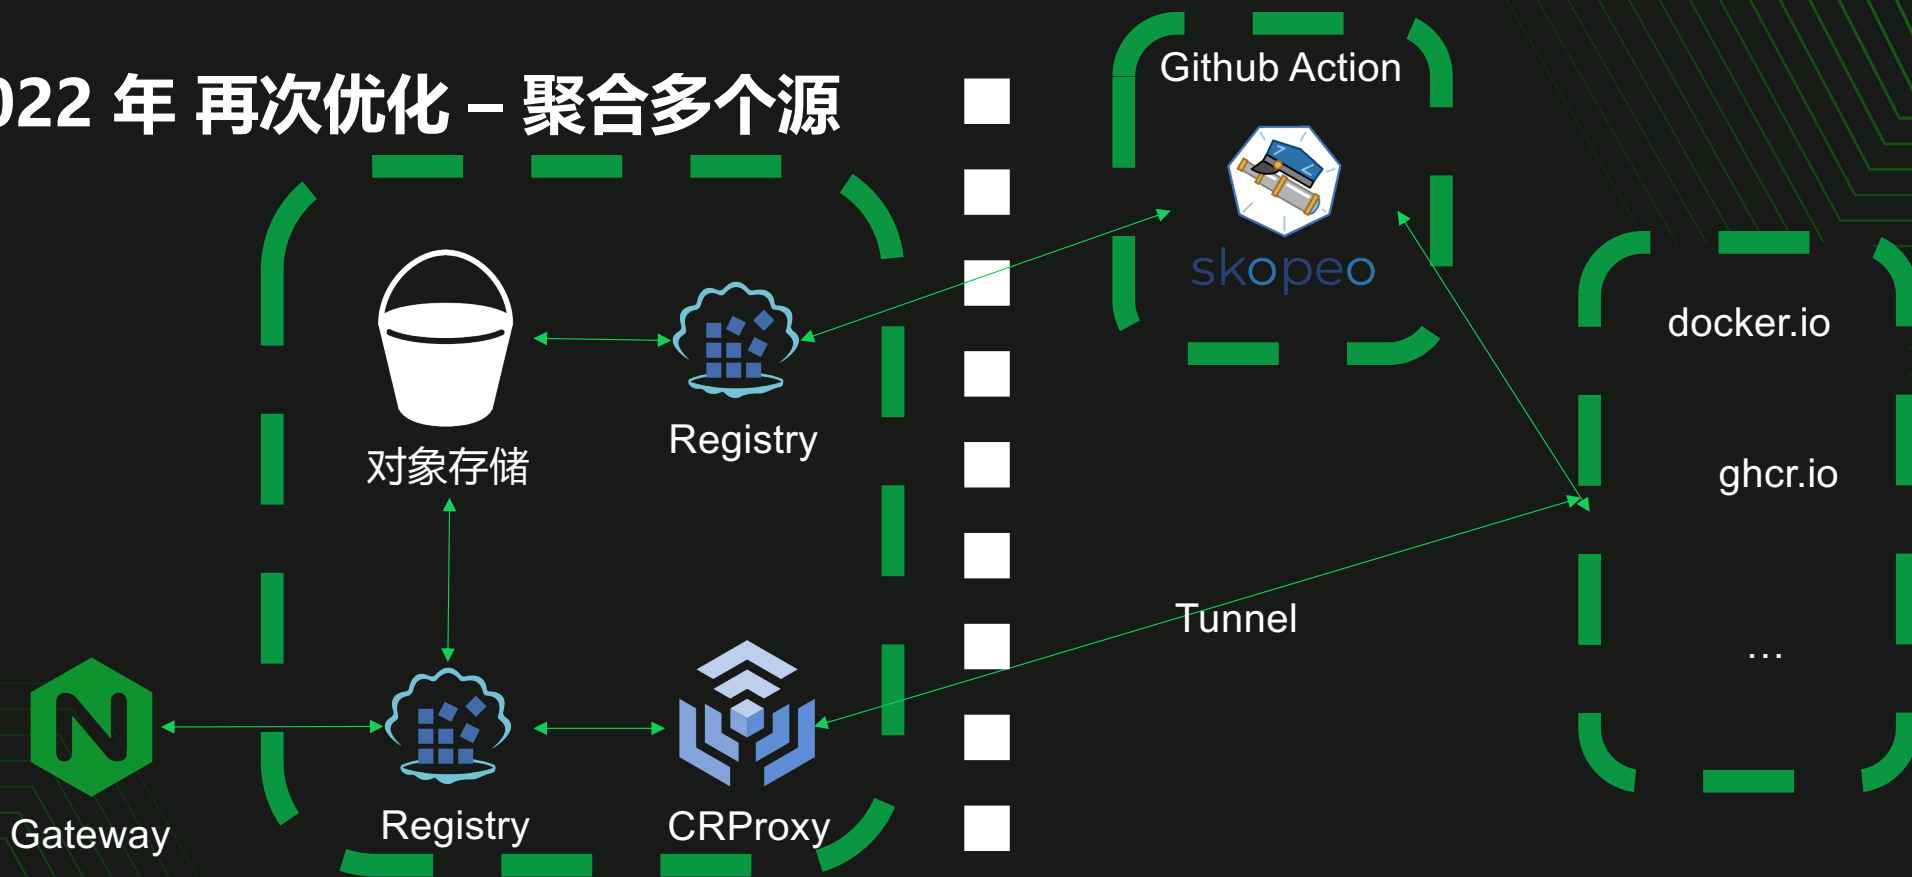 022 年 再次优化 – 聚合多个源
Github Action
skopeo
docker.io
ghcr.io
...
对象存储
Registry
Tunnel
Gateway
Registry
CRProxy